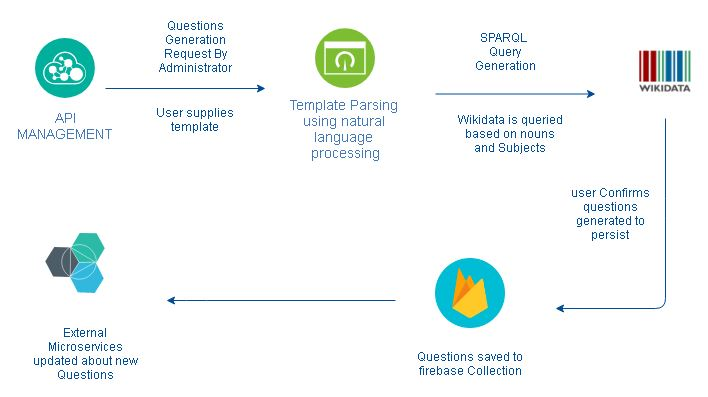 Questions
Generation
Request By
Administrator
User supplies
template
API
MANAGEMENT
Template Parsing
using natural
language
processing
SPARQL
Query
Generation
Wikidata is queried
based on nouns
and Subjects
WIKIDATA
user Confirms
questions
generated to
persist
Questions saved to
firebase Collection
External
Microservices
updated about new
Questions